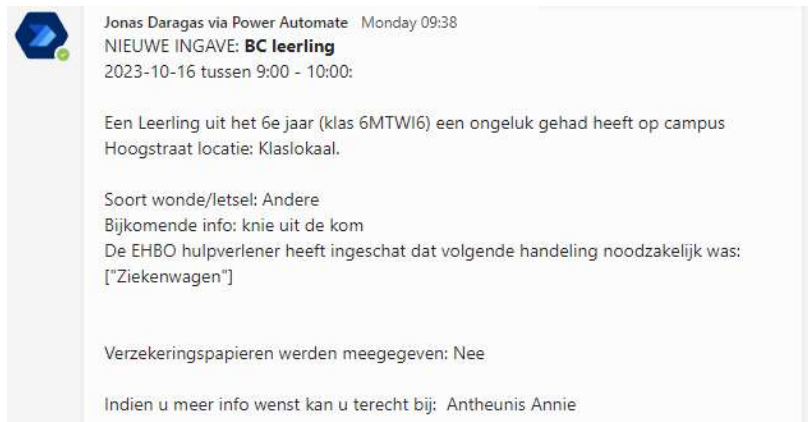 Jonas Daragas via Power Automate Monday 09:38
NIEUWE INGAVE: BC leerling
2023-10-16 tussen 9:00 - 10:00:
Een Leerling uit het 6e jaar (klas 6MTWI6) een ongeluk gehad heeft op campus
Hoogstraat locatie: Klaslokaal.
Soort wonde/letsel: Andere
Bijkomende info: knie uit de kom
De EHBO hulpverlener heeft ingeschat dat volgende handeling noodzakelijk was:
["Ziekenwagen"]
Verzekeringspapieren werden meegegeven: Nee
Indien u meer info wenst kan u terecht bij: Antheunis Annie